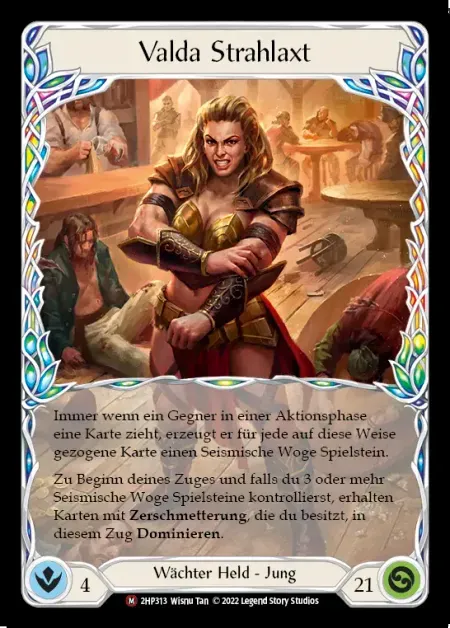 Valda Strahlaxt
Immer wenn ein Gegner in einer Aktionsphase
eine Karte zieht, erzeugt er für jede auf diese Weise
gezogene Karte einen Seismische Woge Spielstein.
Zu Beginn deines Zuges und falls du 3 oder mehr
Seismische Woge Spielsteine kontrollierst, erhalten
Karten mit Zerschmetterung, die du besitzt, in
diesem Zug Dominieren.
4
Wächter Held - Jung
21
M 2HP313 Wisnu Tan © 2022 Legend Story Studios